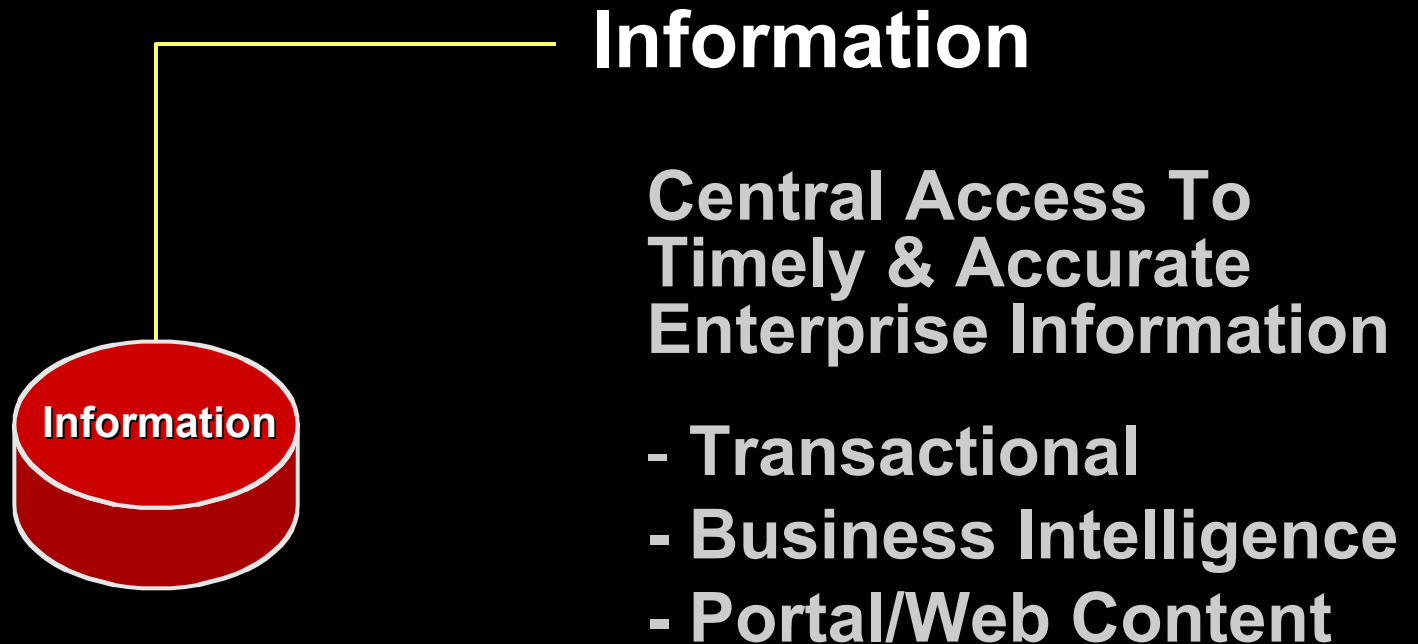 Information
Central Access To
Timely & Accurate
Enterprise Information
Information
- Transactional
- Business Intelligence
- Portal/Web Content